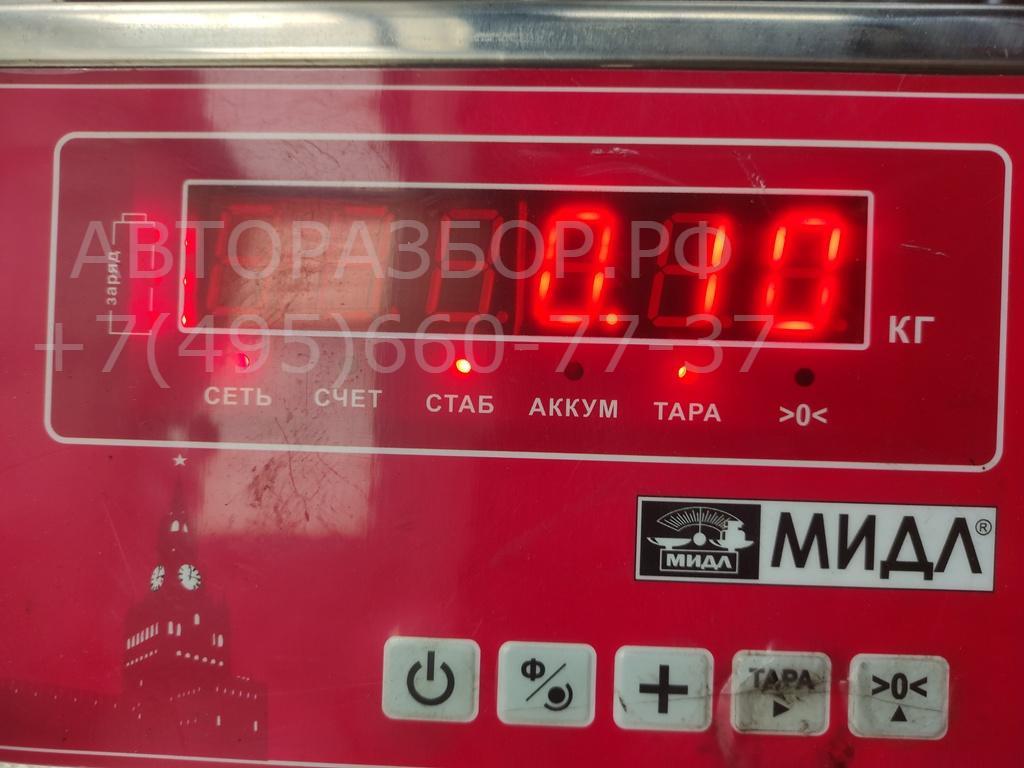 АВТОРАЗБОР.РФ
+7(495)660-77-37
заряд
0.10
КГ
СЕТЬ СЧЕТ СТАБ АККУМ ТАРА >0<
МИДЛ МИДЛ®
Ф
ТАРА >0<